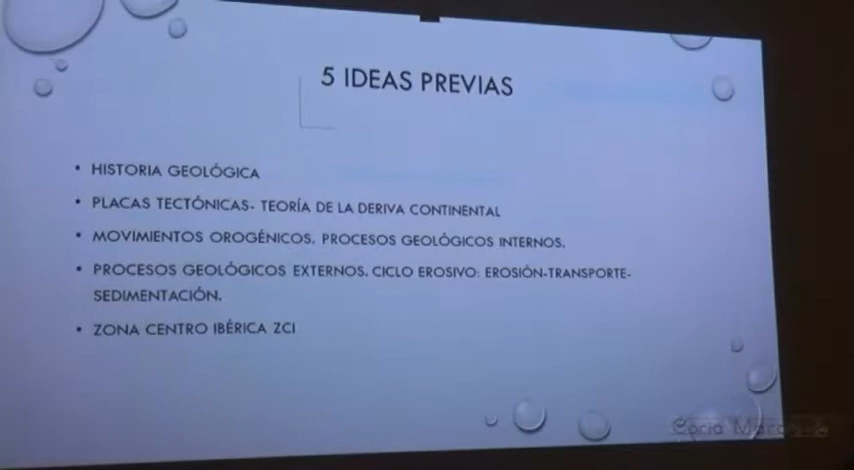 5 IDEAS PREVIAS
• HISTORIA GEOLÓGICA
• PLACAS TECTÓNICAS- TEORÍA DE LA DERIVA CONTINENTAL
• MOVIMIENTOS OROGÉNICOS. PROCESOS GEOLÓGICOS INTERNOS.
• PROCESOS GEOLÓGICOS EXTERNOS. CICLO EROSIVO: EROSIÓN-TRANSPORTE-
SEDIMENTACIÓN.
• ZONA CENTRO IBÉRICA ZCI